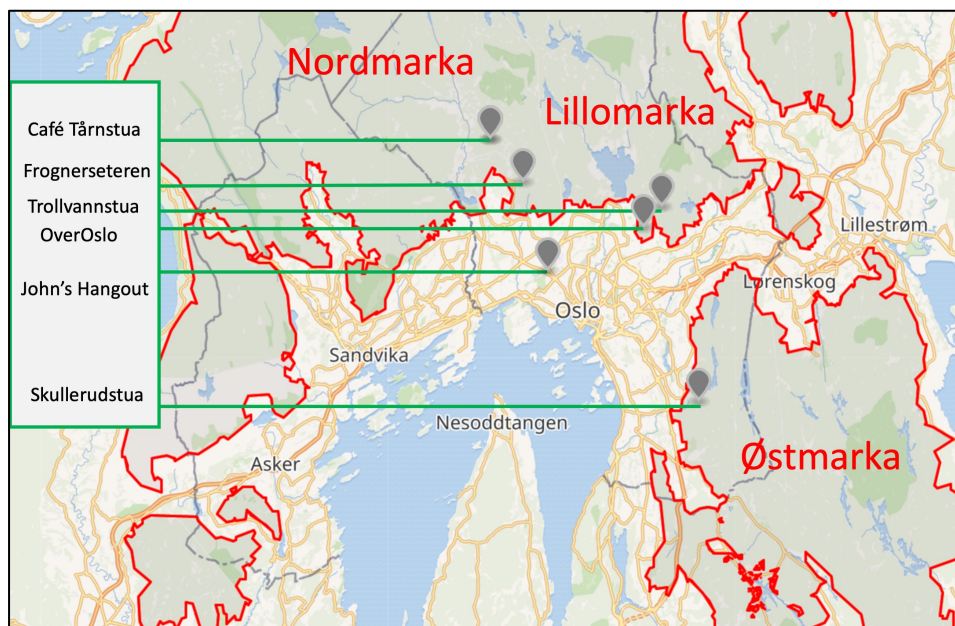 Nordmarka
Lillomarka
Café Tårnstua
Frognerseteren
Trollvannstua
OverOslo
John's Hangout
Skullerudstua
Lillestrøm
Lørenskog
Oslo
Sandvika
Nesoddtangen
Asker
Østmarka